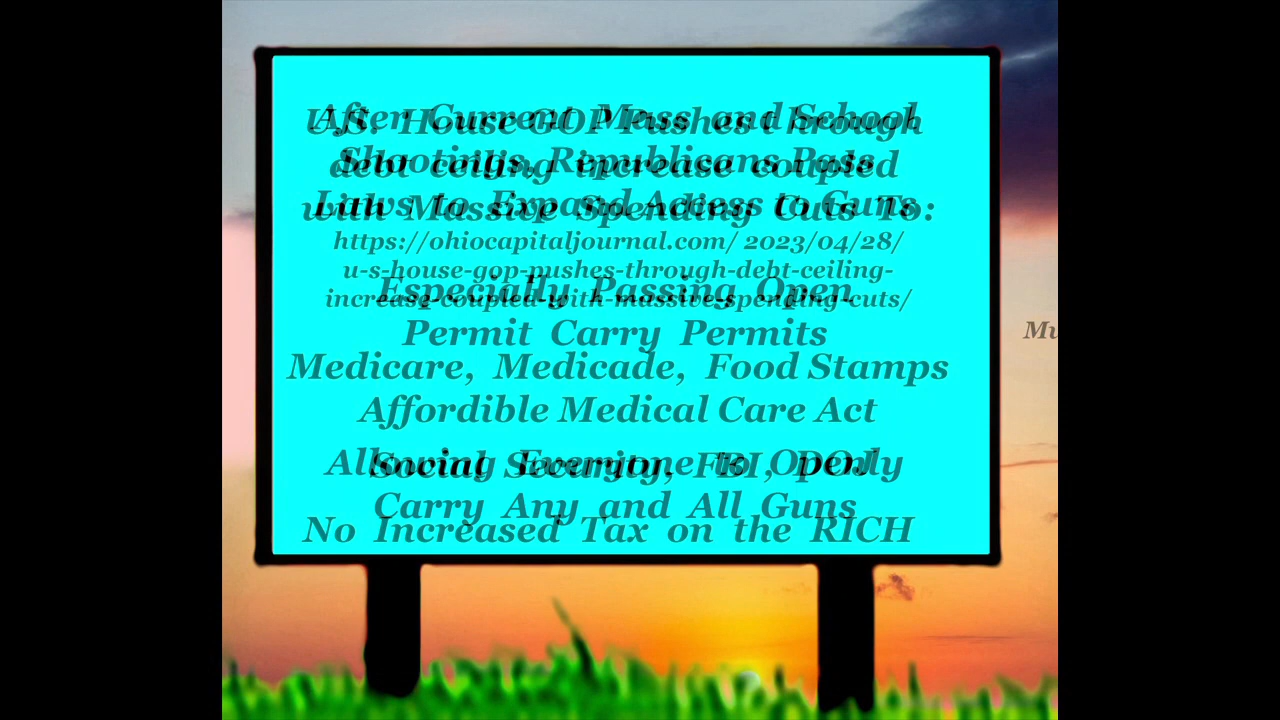 After Current Mass and School
U.S. House GOP Pushes through
Shootings, Republicans Pass
debt ceiling increase coupled
Laws to Expand Access to Guns
with Massive Spending Cuts To:
https://ohiocapitaljournal.com/ 2023/04/28/
u-s-house-gop-pushes-through-debt-ceiling-
Especially Passing Open
increase-coupled-with-massive-spending-cuts/
Permit Carry Permits
Mu
Medicare, Medicade, Food Stamps
Affordible Medical Care Act
Allowing Everyone to Openly
Social Security, FBI, DOJ
Carry Any and All Guns
No Increased Tax on the RICH